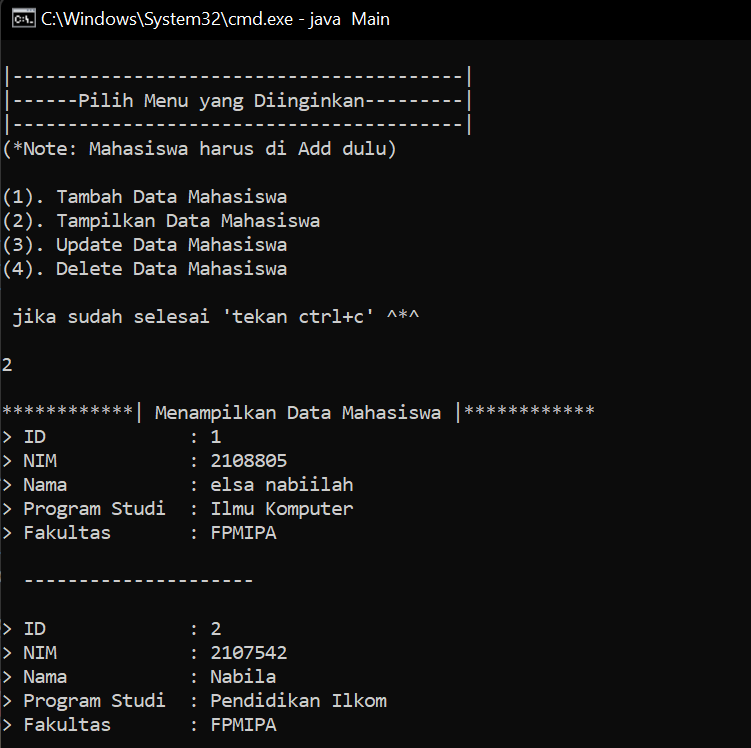 C:\Windows\System32\cmd.exe - java  Main
|-----------------------------------------|
|------Pilih Menu yang Diinginkan---------|
|-----------------------------------------|
(*Note: Mahasiswa harus di Add dulu)
(1). Tambah Data Mahasiswa
(2). Tampilkan Data Mahasiswa
(3). Update Data Mahasiswa
(4). Delete Data Mahasiswa
jika sudah selesai 'tekan ctrl+c' ^*^
2
************| Menampilkan Data Mahasiswa |************
> ID             : 1
> NIM            : 2108805
> Nama           : elsa nabiilah
> Program Studi  : Ilmu Komputer
> Fakultas       : FPMIPA
---------------------
> ID             : 2
> NIM            : 2107542
> Nama           : Nabila
> Program Studi  : Pendidikan Ilkom
> Fakultas       : FPMIPA